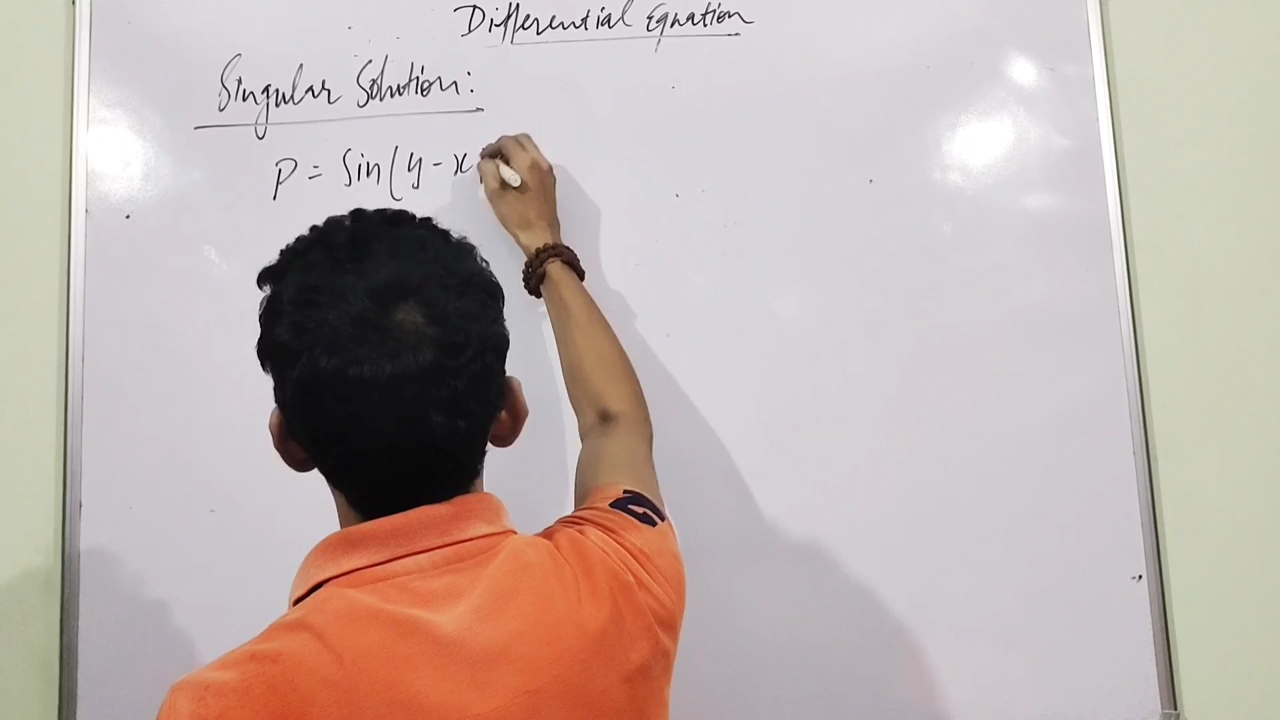 Differential Equation
Singular Solution:
P = Sin(y-x